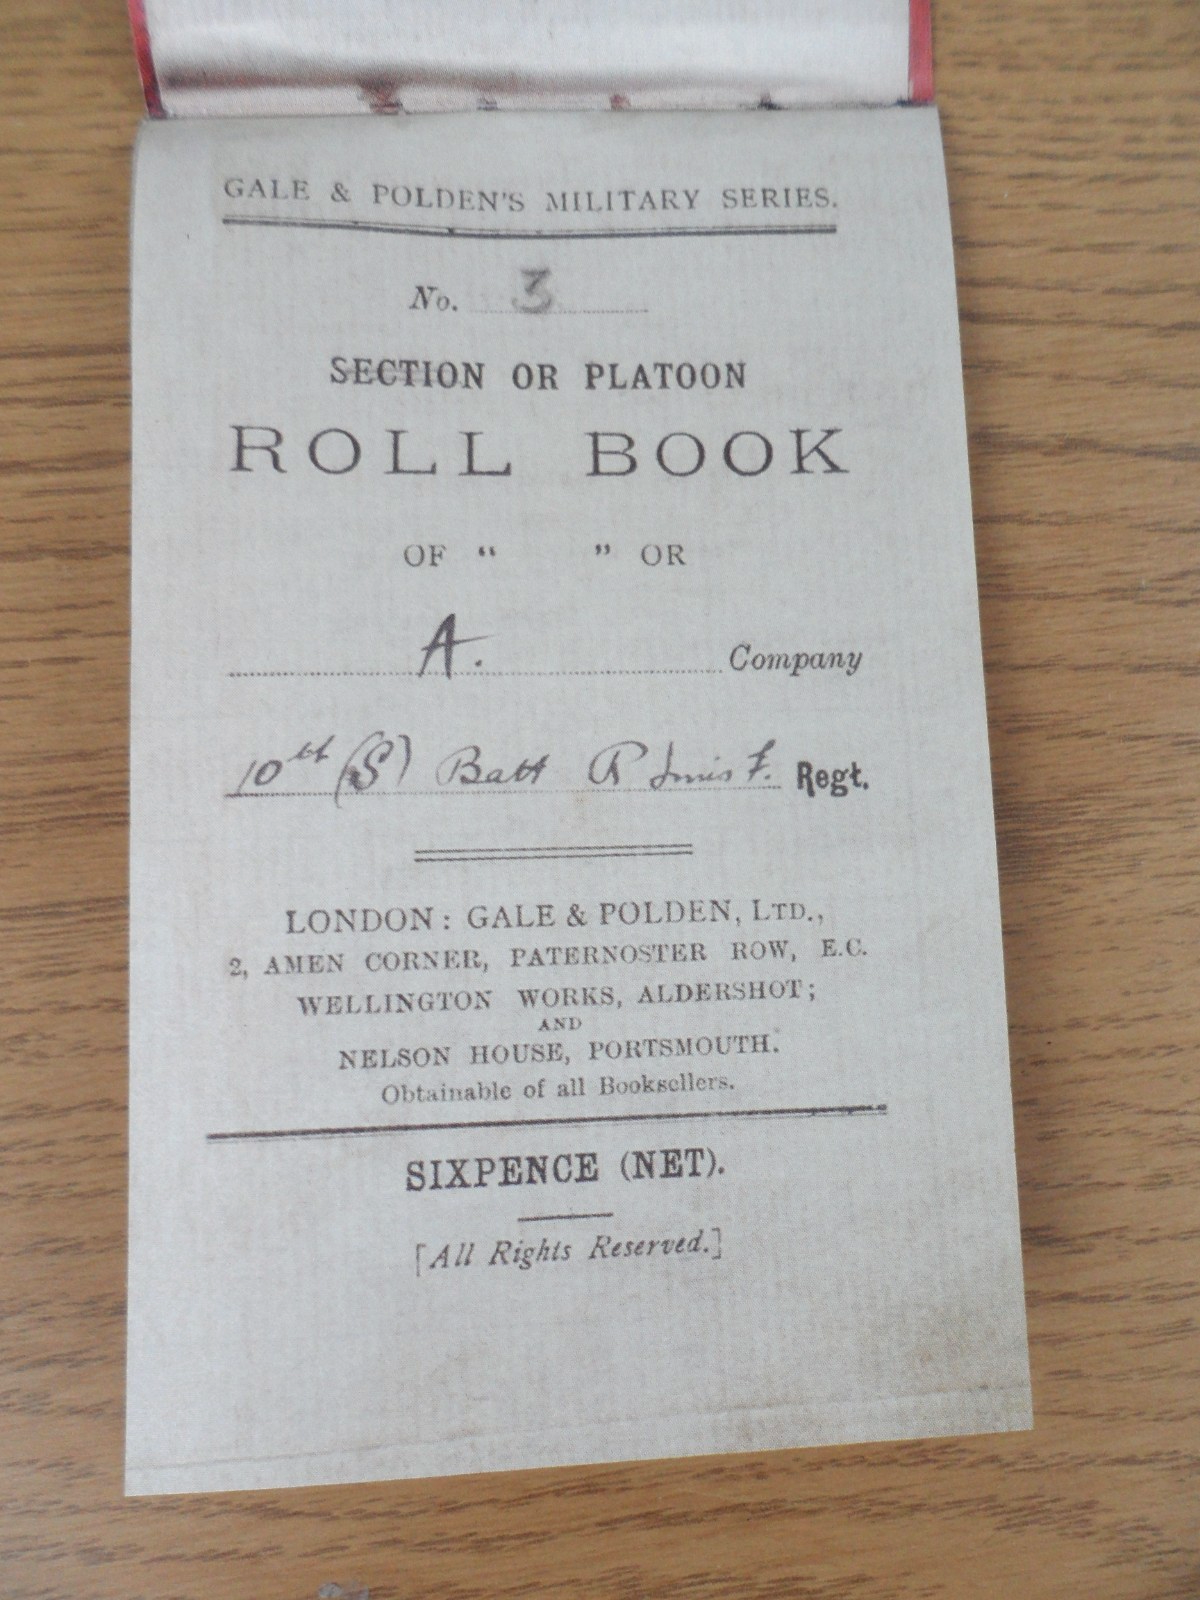 GALE & POLDEN'S MILITARY SERIES.
No. 3
SECTION OR PLATOON
ROLL BOOK
OF " " OR
A. Company
10th (S) Batt R Innis F. Regt.
LONDON: GALE & POLDEN, LTD.,
2, AMEN CORNER, PATERNOSTER ROW, E.C.
WELLINGTON WORKS, ALDERSHOT;
AND
NELSON HOUSE, PORTSMOUTH.
Obtainable of all Booksellers.
SIXPENCE (NET).
[All Rights Reserved.]